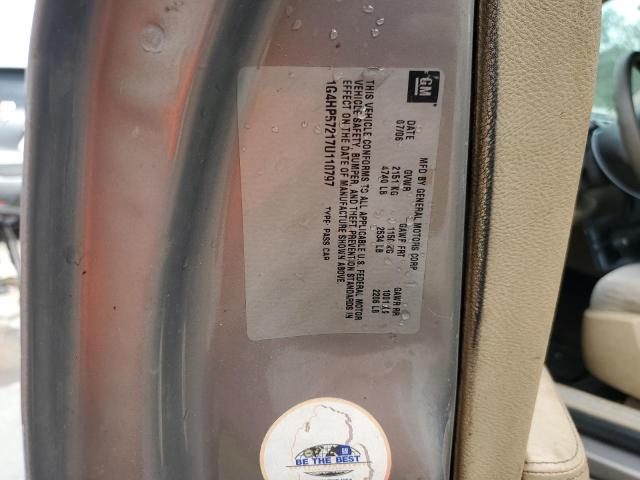 GM
MFD BY GENERAL MOTORS CORP
DATE GVWR GAWR FRT GAWR RR
07/06 2151 KG 1150 KG 1001 KG
4740 LB 2534 LB 2206 LB
THIS VEHICLE CONFORMS TO ALL APPLICABLE U.S. FEDERAL MOTOR
VEHICLE SAFETY, BUMPER, AND THEFT PREVENTION STANDARDS IN
EFFECT ON THE DATE OF MANUFACTURE SHOWN ABOVE.
1G4HP57217U110797 TYPE: PASS CAR
BE THE BEST